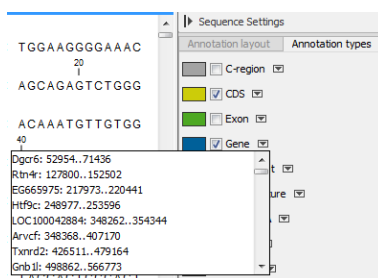 Sequence Settings
Annotation layout Annotation types
TGGAAGGGGAAAC
20
C-region
AGCAGAGTCTGGG
CDS
Exon
ACAAATGTTGTGG
40
Gene
Dgcr6: 52954..71436
Rtn4r: 127800..152502
EG665975: 217973..220441
Htf9c: 248977..253596
LOC100042884: 348262..354344
Arvcf: 348368..407170
Txnrd2: 426511..479164
Gnb1l: 498862..566773